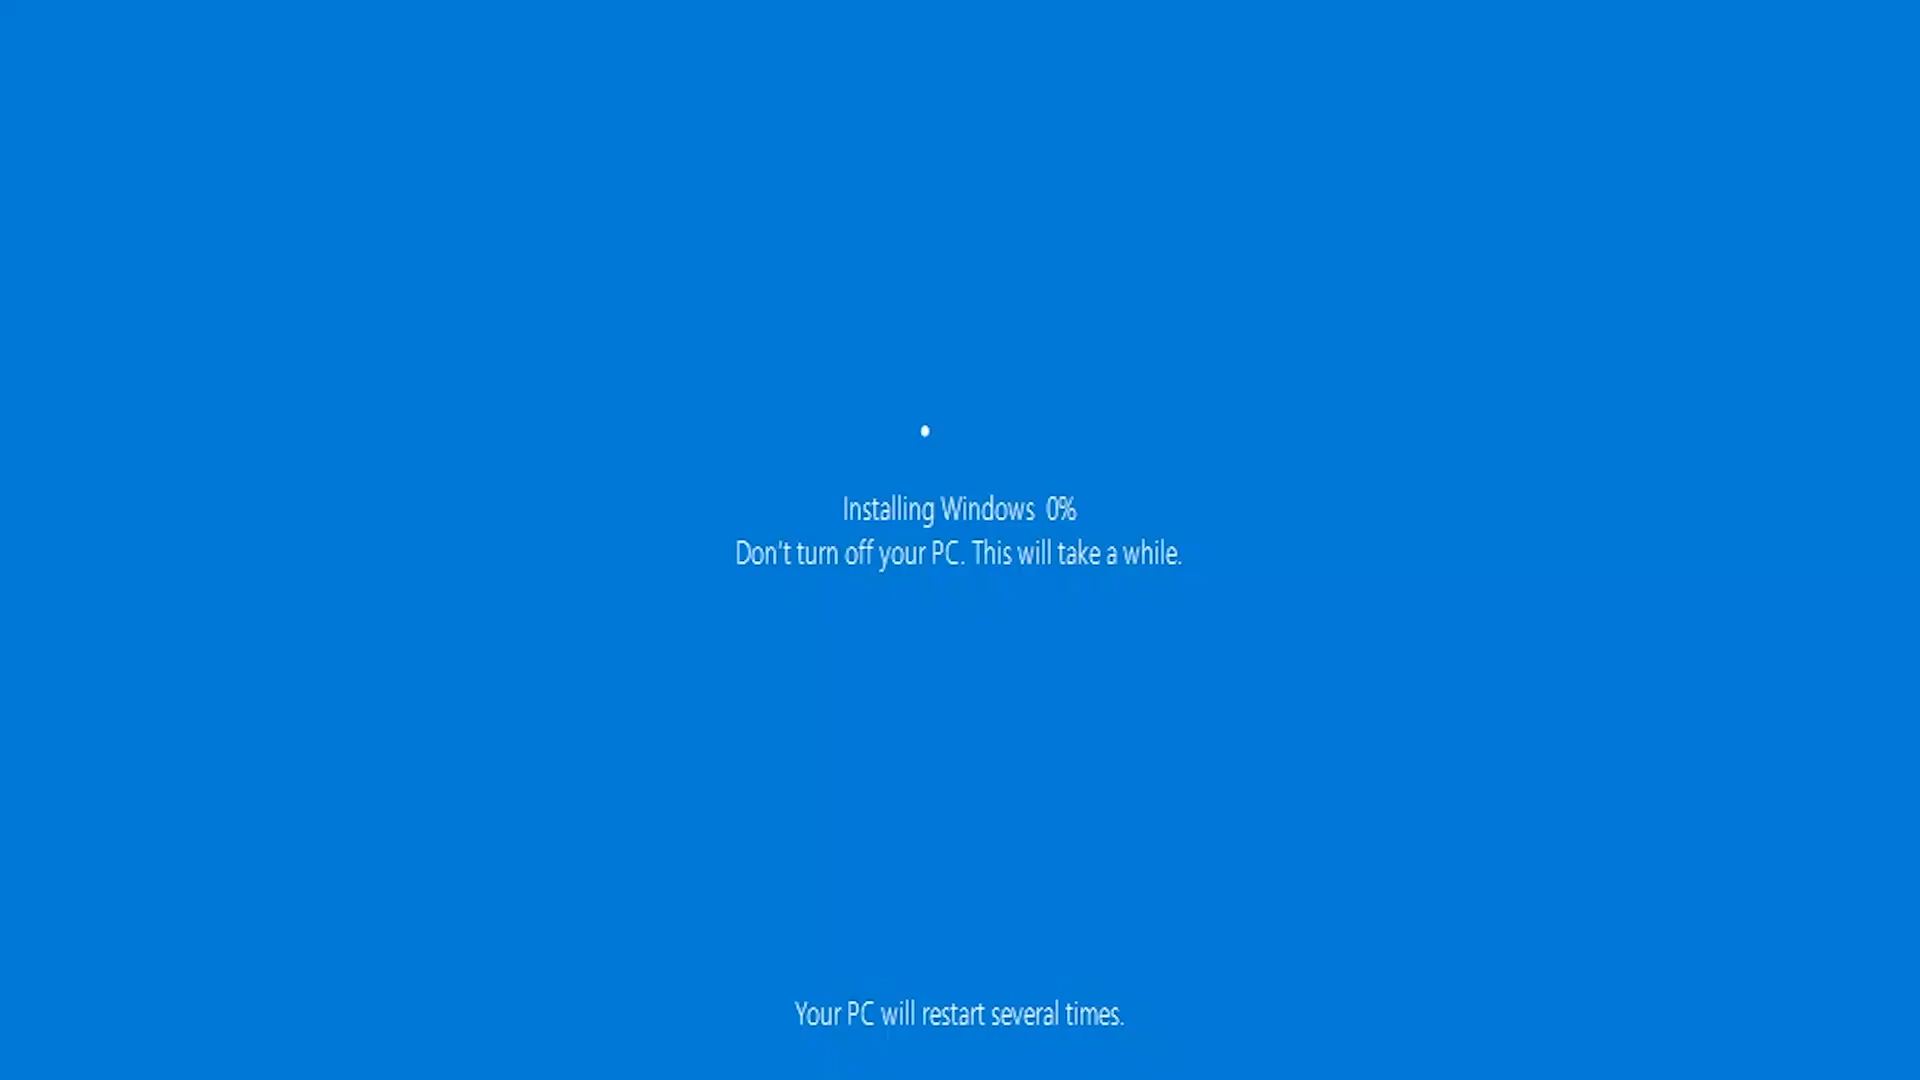 Installing Windows 0%
Don't turn off your PC. This will take a while.
Your PC will restart several times.